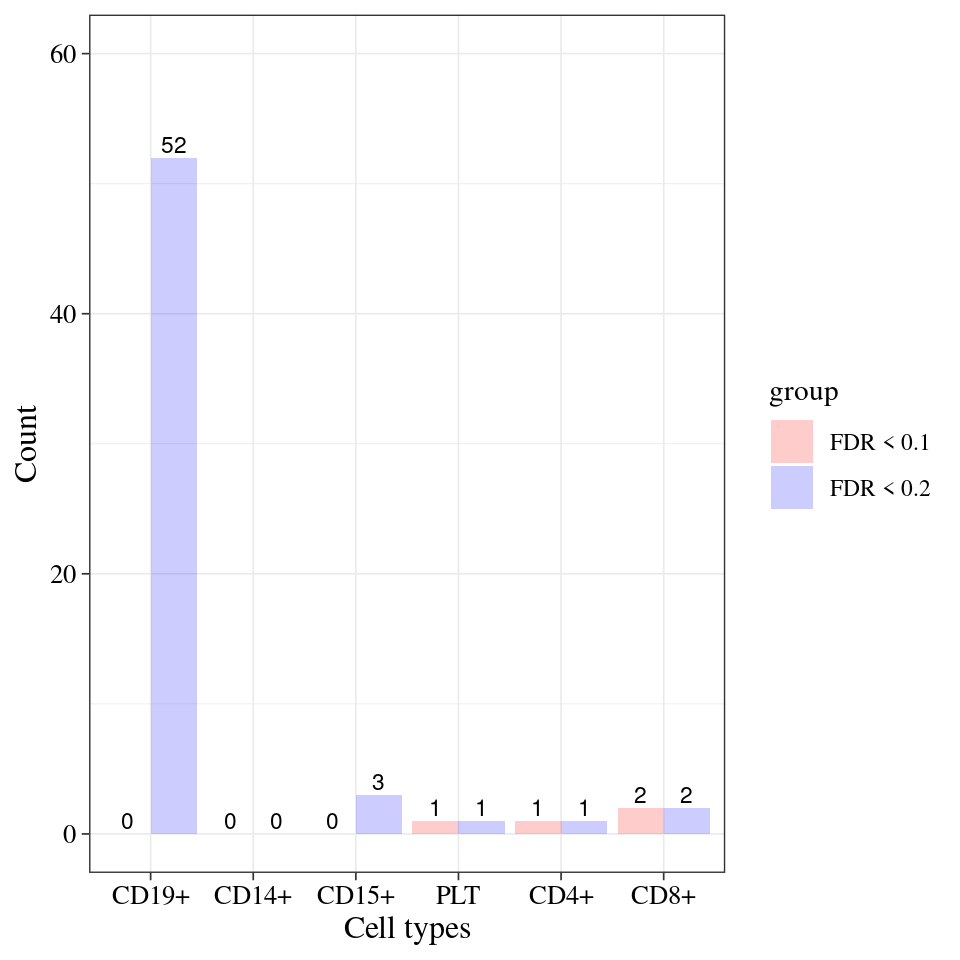 60
52
40
group
FDR < 0.1
Count
FDR < 0.2
20
3
1 1 1 1 2 2
0 0 0 0
0
CD19+ CD14+ CD15+ PLT CD4+ CD8+
Cell types